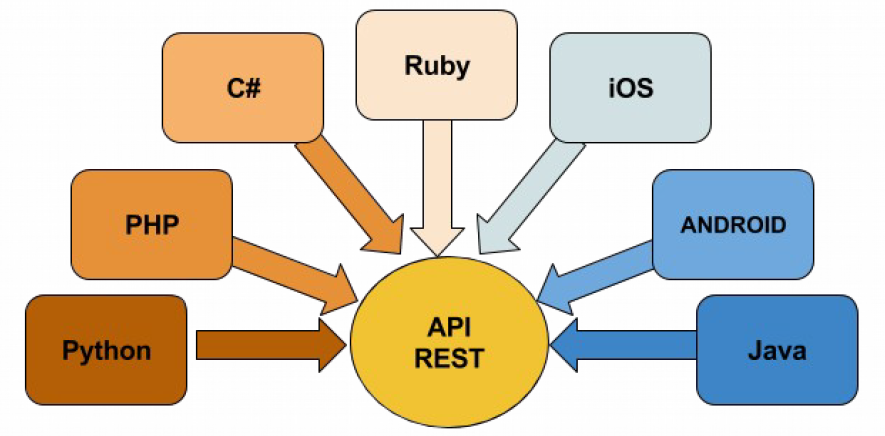 Ruby
C#
iOS
PHP
ANDROID
Python
API
REST
Java